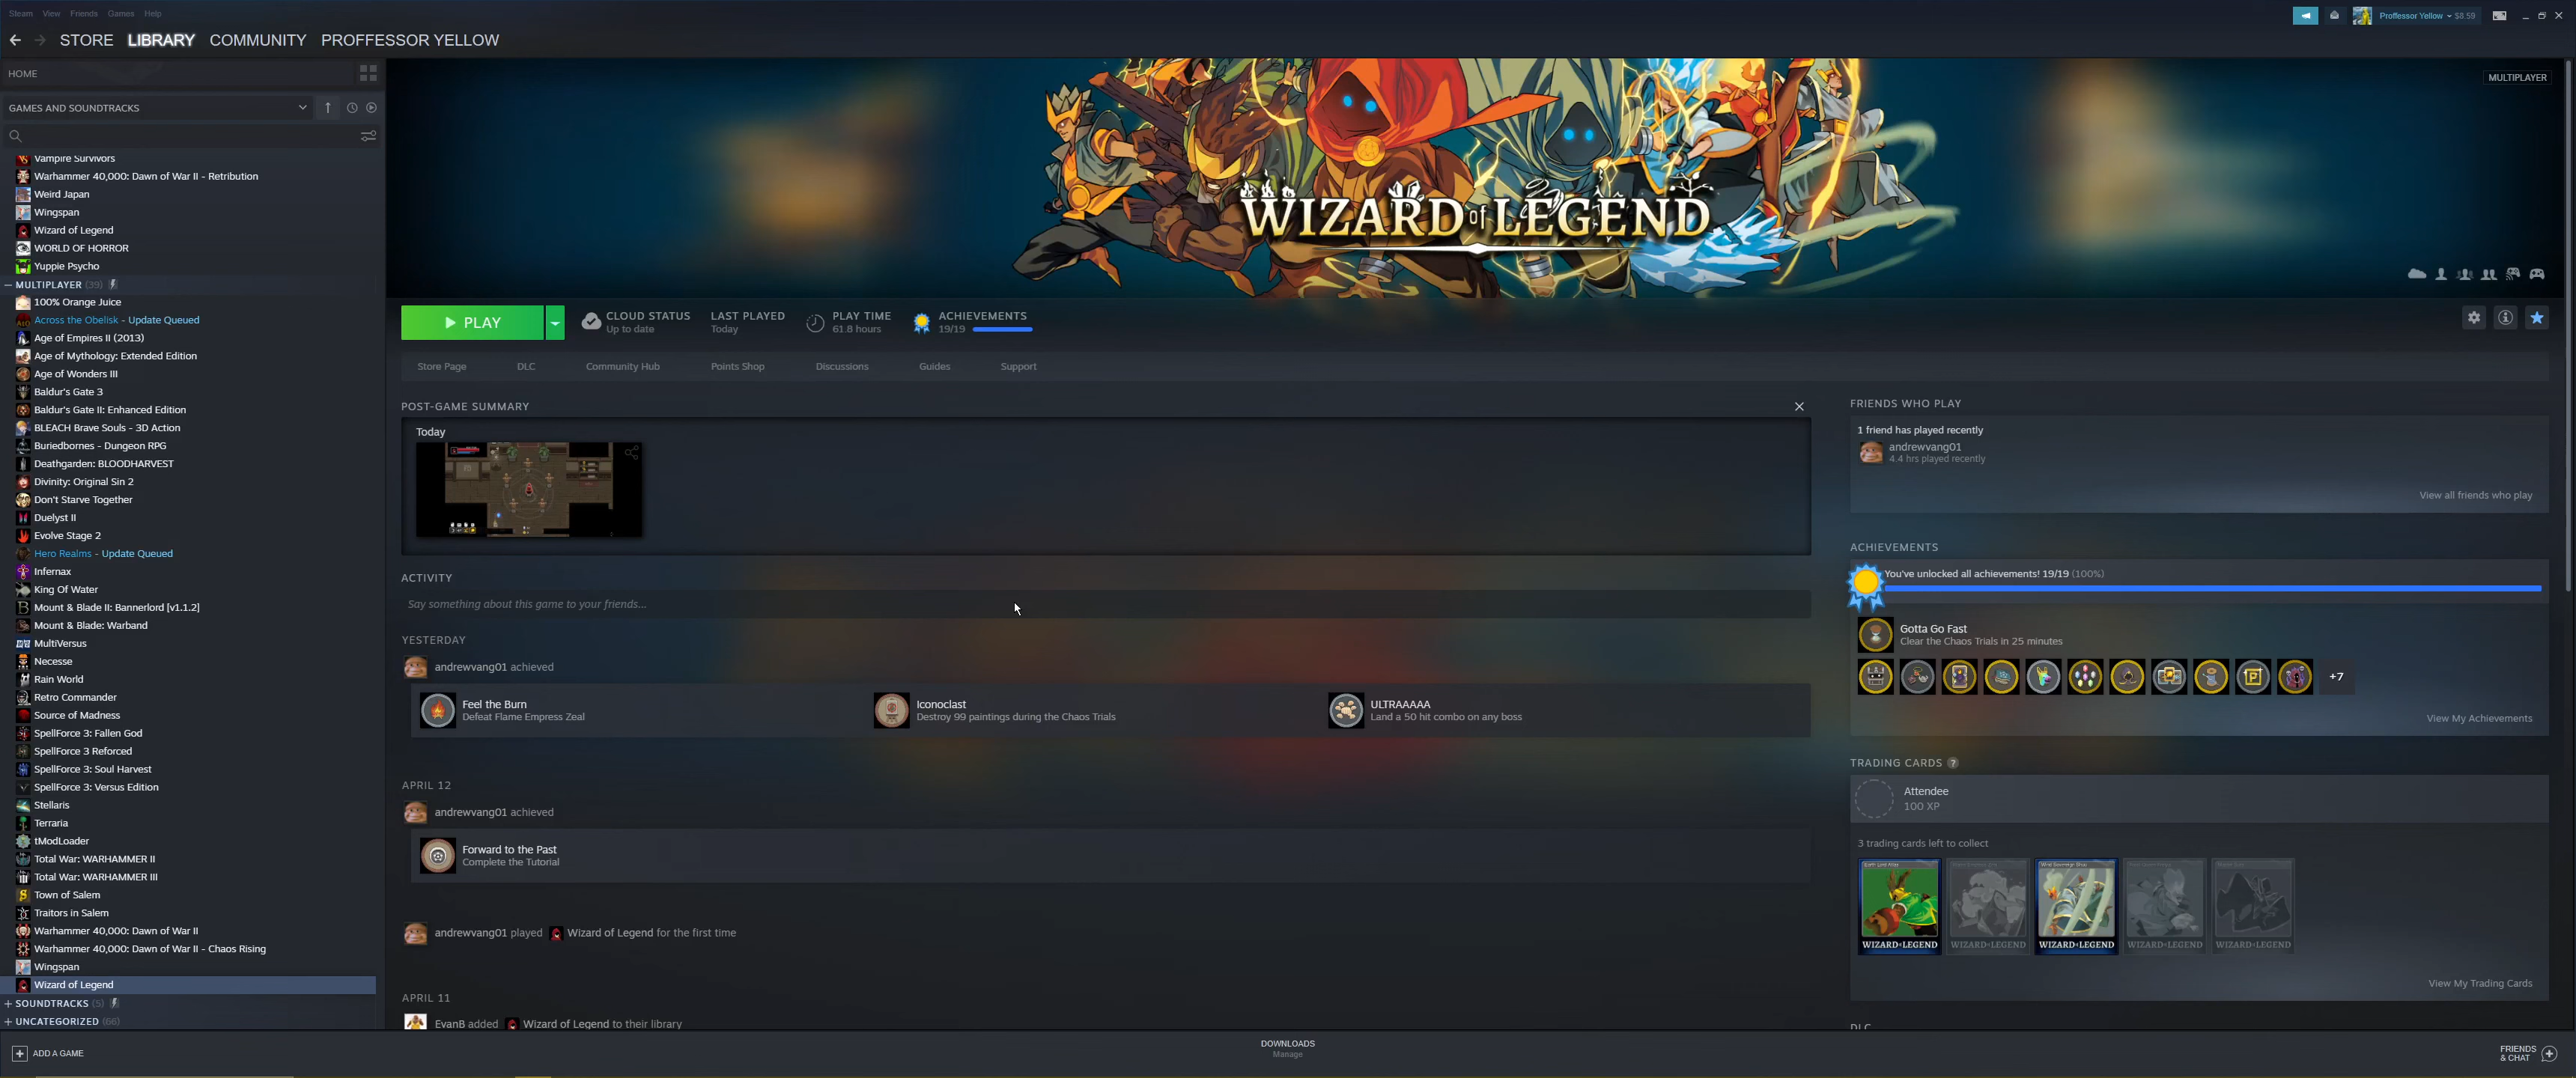 Steam View Friends Games Help
Proffessor Yellow $8.59
STORE LIBRARY COMMUNITY PROFFESSOR YELLOW
HOME
GAMES AND SOUNDTRACKS
Vampire Survivors
Warhammer 40,000: Dawn of War II - Retribution
Weird Japan
Wingspan
Wizard of Legend
WORLD OF HORROR
Yuppie Psycho
MULTIPLAYER (39)
100% Orange Juice
Across the Obelisk - Update Queued
Age of Empires II (2013)
Age of Mythology: Extended Edition
Age of Wonders III
Baldur's Gate 3
Baldur's Gate II: Enhanced Edition
BLEACH Brave Souls - 3D Action
Buriedbornes - Dungeon RPG
Deathgarden: BLOODHARVEST
Divinity: Original Sin 2
Don't Starve Together
Duelyst II
Evolve Stage 2
Hero Realms - Update Queued
Infernax
King Of Water
Mount & Blade II: Bannerlord [v1.1.2]
Mount & Blade: Warband
MultiVersus
Necesse
Rain World
Retro Commander
Source of Madness
SpellForce 3: Fallen God
SpellForce 3 Reforced
SpellForce 3: Soul Harvest
SpellForce 3: Versus Edition
Stellaris
Terraria
tModLoader
Total War: WARHAMMER II
Total War: WARHAMMER III
Town of Salem
Traitors in Salem
Warhammer 40,000: Dawn of War II
Warhammer 40,000: Dawn of War II - Chaos Rising
Wingspan
Wizard of Legend
SOUNDTRACKS (5)
UNCATEGORIZED (66)
ADD A GAME
MULTIPLAYER
WIZARD of LEGEND
PLAY
CLOUD STATUS
Up to date
LAST PLAYED
Today
PLAY TIME
61.8 hours
ACHIEVEMENTS
19/19
Store Page DLC Community Hub Points Shop Discussions Guides Support
POST-GAME SUMMARY
Today
ACTIVITY
Say something about this game to your friends...
YESTERDAY
andrewvang01 achieved
Feel the Burn
Defeat Flame Empress Zeal
Iconoclast
Destroy 99 paintings during the Chaos Trials
ULTRAAAAA
Land a 50 hit combo on any boss
APRIL 12
andrewvang01 achieved
Forward to the Past
Complete the Tutorial
andrewvang01 played Wizard of Legend for the first time
APRIL 11
EvanB added Wizard of Legend to their library
FRIENDS WHO PLAY
1 friend has played recently
andrewvang01
4.4 hrs played recently
View all friends who play
ACHIEVEMENTS
You've unlocked all achievements! 19/19 (100%)
Gotta Go Fast
Clear the Chaos Trials in 25 minutes
+7
View My Achievements
TRADING CARDS ?
Attendee
100 XP
3 trading cards left to collect
WIZARD of LEGEND WIZARD of LEGEND WIZARD of LEGEND WIZARD of LEGEND WIZARD of LEGEND
View My Trading Cards
DLC
DOWNLOADS
Manage
FRIENDS
& CHAT